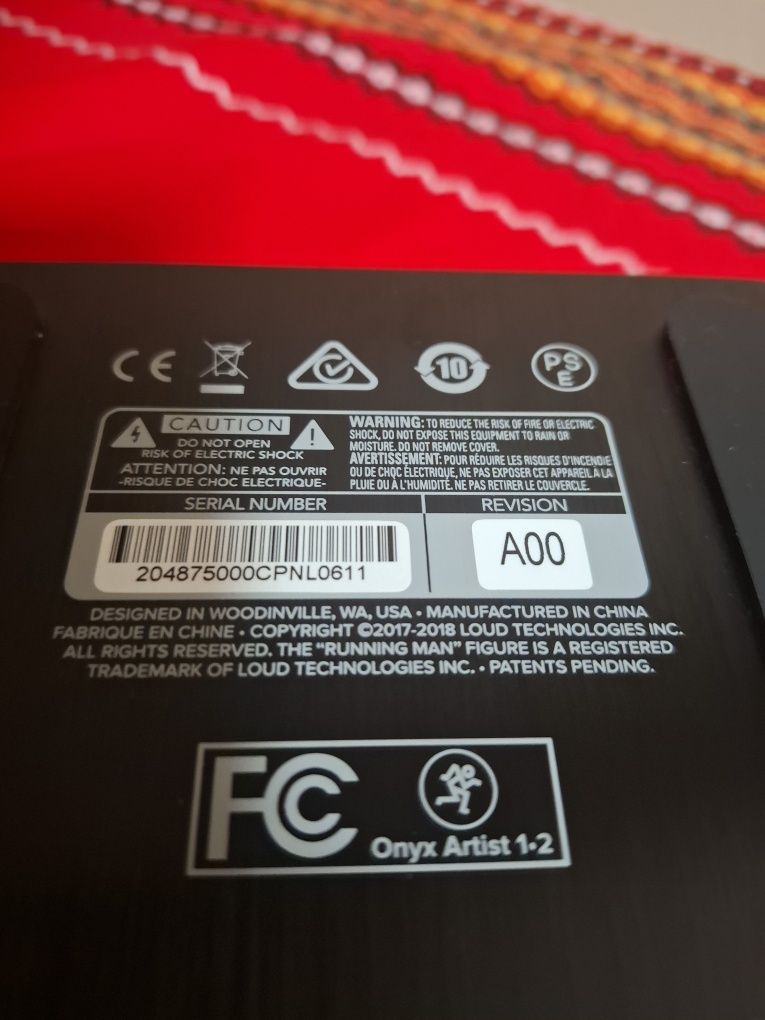 CE
10
PSE
CAUTION
DO NOT OPEN
RISK OF ELECTRIC SHOCK
ATTENTION: NE PAS OUVRIR
-RISQUE DE CHOC ELECTRIQUE-
WARNING: TO REDUCE THE RISK OF FIRE OR ELECTRIC
SHOCK, DO NOT EXPOSE THIS EQUIPMENT TO RAIN OR
MOISTURE. DO NOT REMOVE COVER.
AVERTISSEMENT: POUR RÉDUIRE LES RISQUES D'INCENDIE
OU DE CHOC ÉLECTRIQUE, NE PAS EXPOSER CET APPAREIL A LA
PLUIE OU À L'HUMIDITÉ. NE PAS RETIRER LE COUVERCLE.
SERIAL NUMBER
204875000CPNL0611
REVISION
A00
DESIGNED IN WOODINVILLE, WA, USA • MANUFACTURED IN CHINA
FABRIQUE EN CHINE • COPYRIGHT ©2017-2018 LOUD TECHNOLOGIES INC.
ALL RIGHTS RESERVED. THE “RUNNING MAN” FIGURE IS A REGISTERED
TRADEMARK OF LOUD TECHNOLOGIES INC. • PATENTS PENDING.
FC
Onyx Artist 1•2